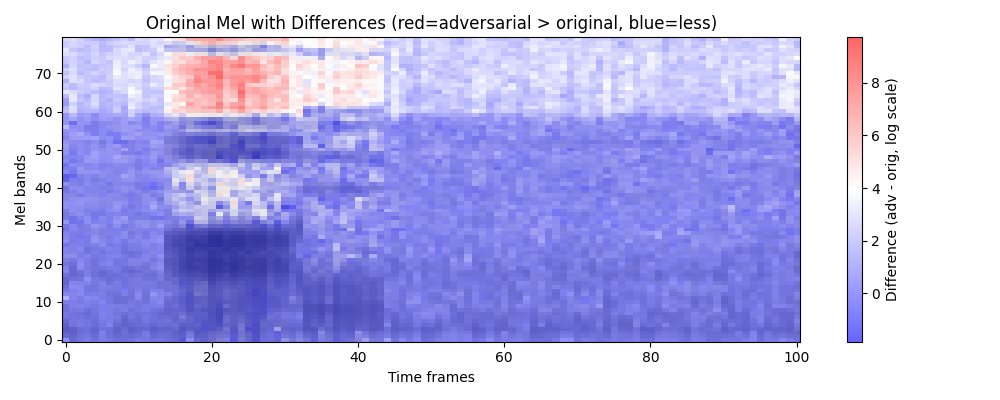 Original Mel with Differences (red=adversarial > original, blue=less)
70
60
50
40
30
20
10
0
Mel bands
0 20 40 60 80 100
Time frames
8
6
4
2
0
Difference (adv - orig, log scale)